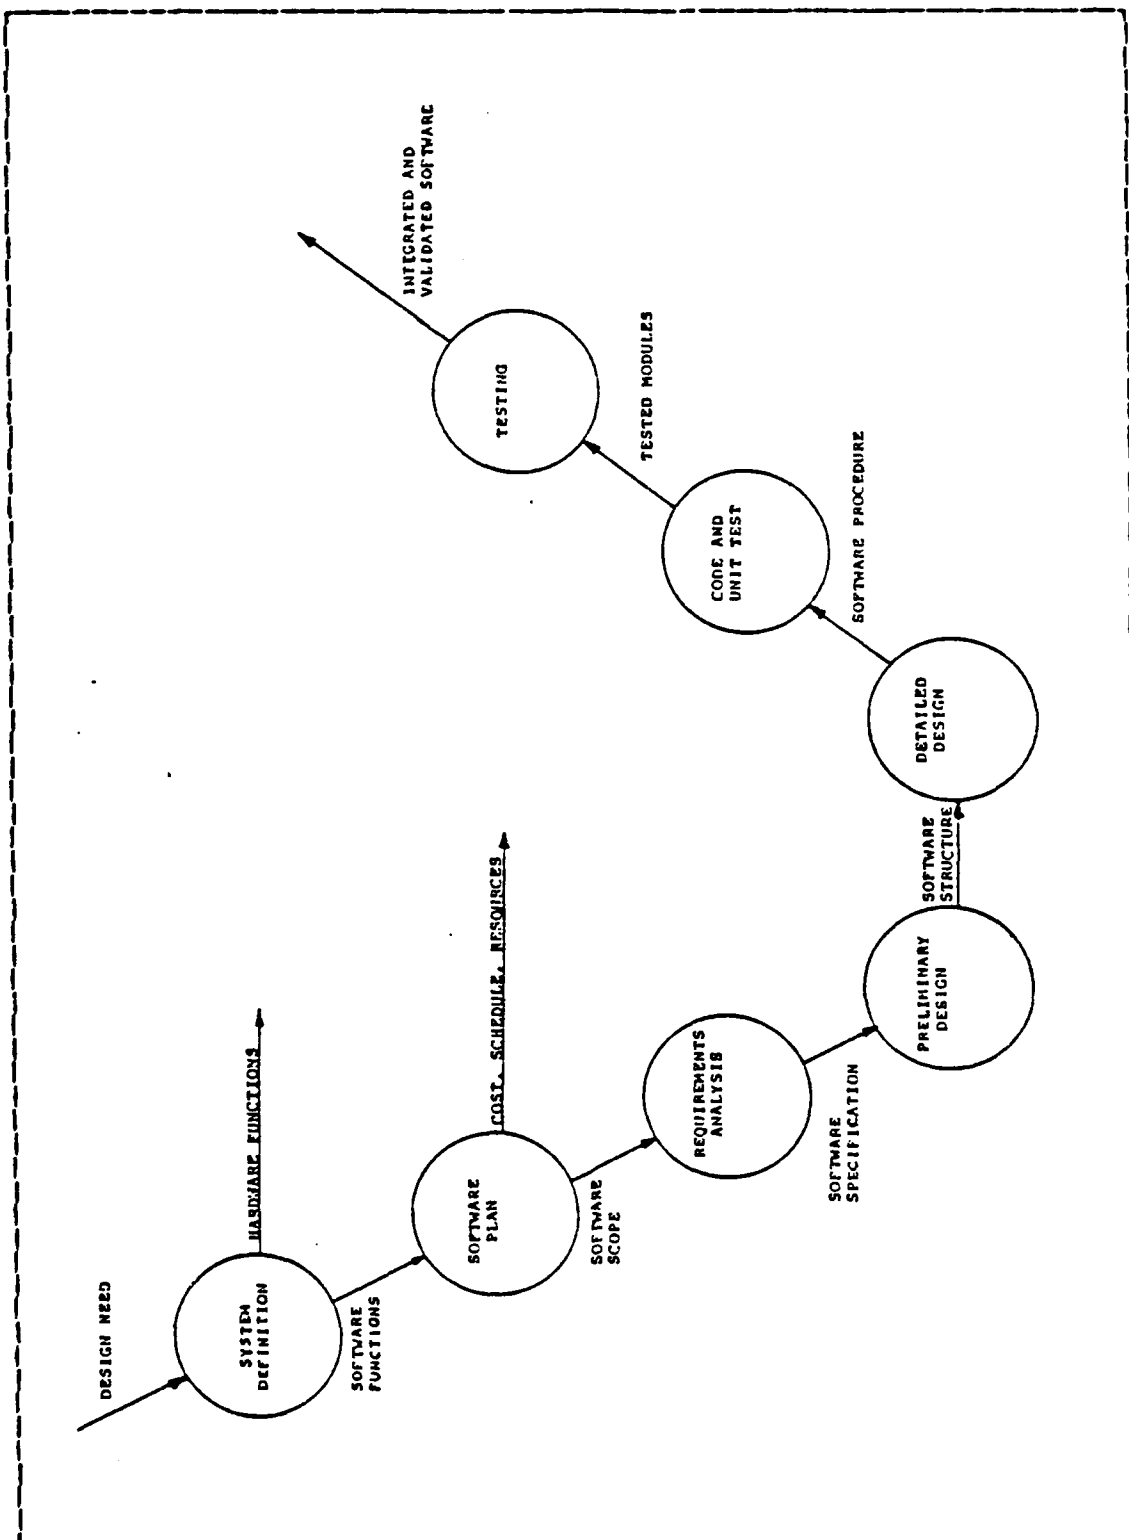 DESIGN NEED
SYSTEM
DEFINITION
HARDWARE FUNCTIONS
SOFTWARE
FUNCTIONS
SOFTWARE
PLAN
COST, SCHEDULE, RESOURCES
SOFTWARE
SCOPE
REQUIREMENTS
ANALYSIS
SOFTWARE
SPECIFICATION
PRELIMINARY
DESIGN
SOFTWARE
STRUCTURE
DETAILED
DESIGN
SOFTWARE PROCEDURE
CODE AND
UNIT TEST
TESTED MODULES
TESTING
INTEGRATED AND
VALIDATED SOFTWARE